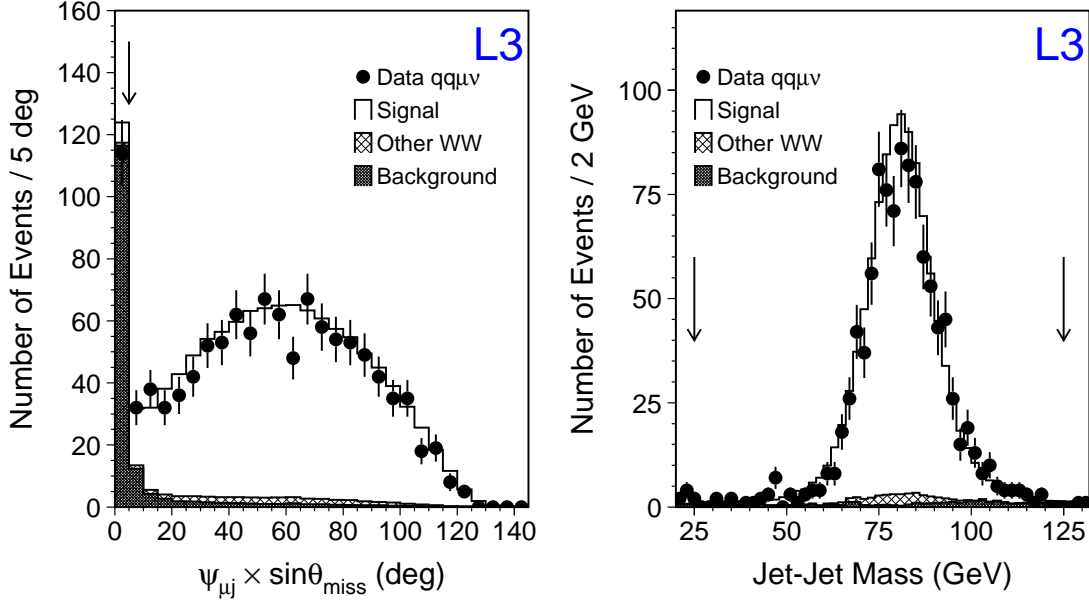 L3
Data qqμν
Signal
Other WW
Background
Number of Events / 5 deg
160
140
120
100
80
60
40
20
0
0 20 40 60 80 100 120 140
ψμj × sinθmiss (deg)
L3
Data qqμν
Signal
Other WW
Background
Number of Events / 2 GeV
100
75
50
25
0
50 75 100 125
Jet-Jet Mass (GeV)